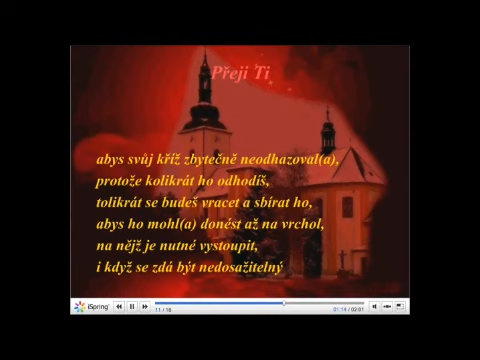 Přeji Ti
abys svůj kříž zbytečně neodhazoval(a),
protože kolikrát ho odhodíš,
tolikrát se budeš vracet a sbírat ho,
abys ho mohl(a) donést až na vrchol,
na nějž je nutné vystoupit,
i když se zdá být nedosažitelný
iSpring
11 / 16
01:14 / 02:01